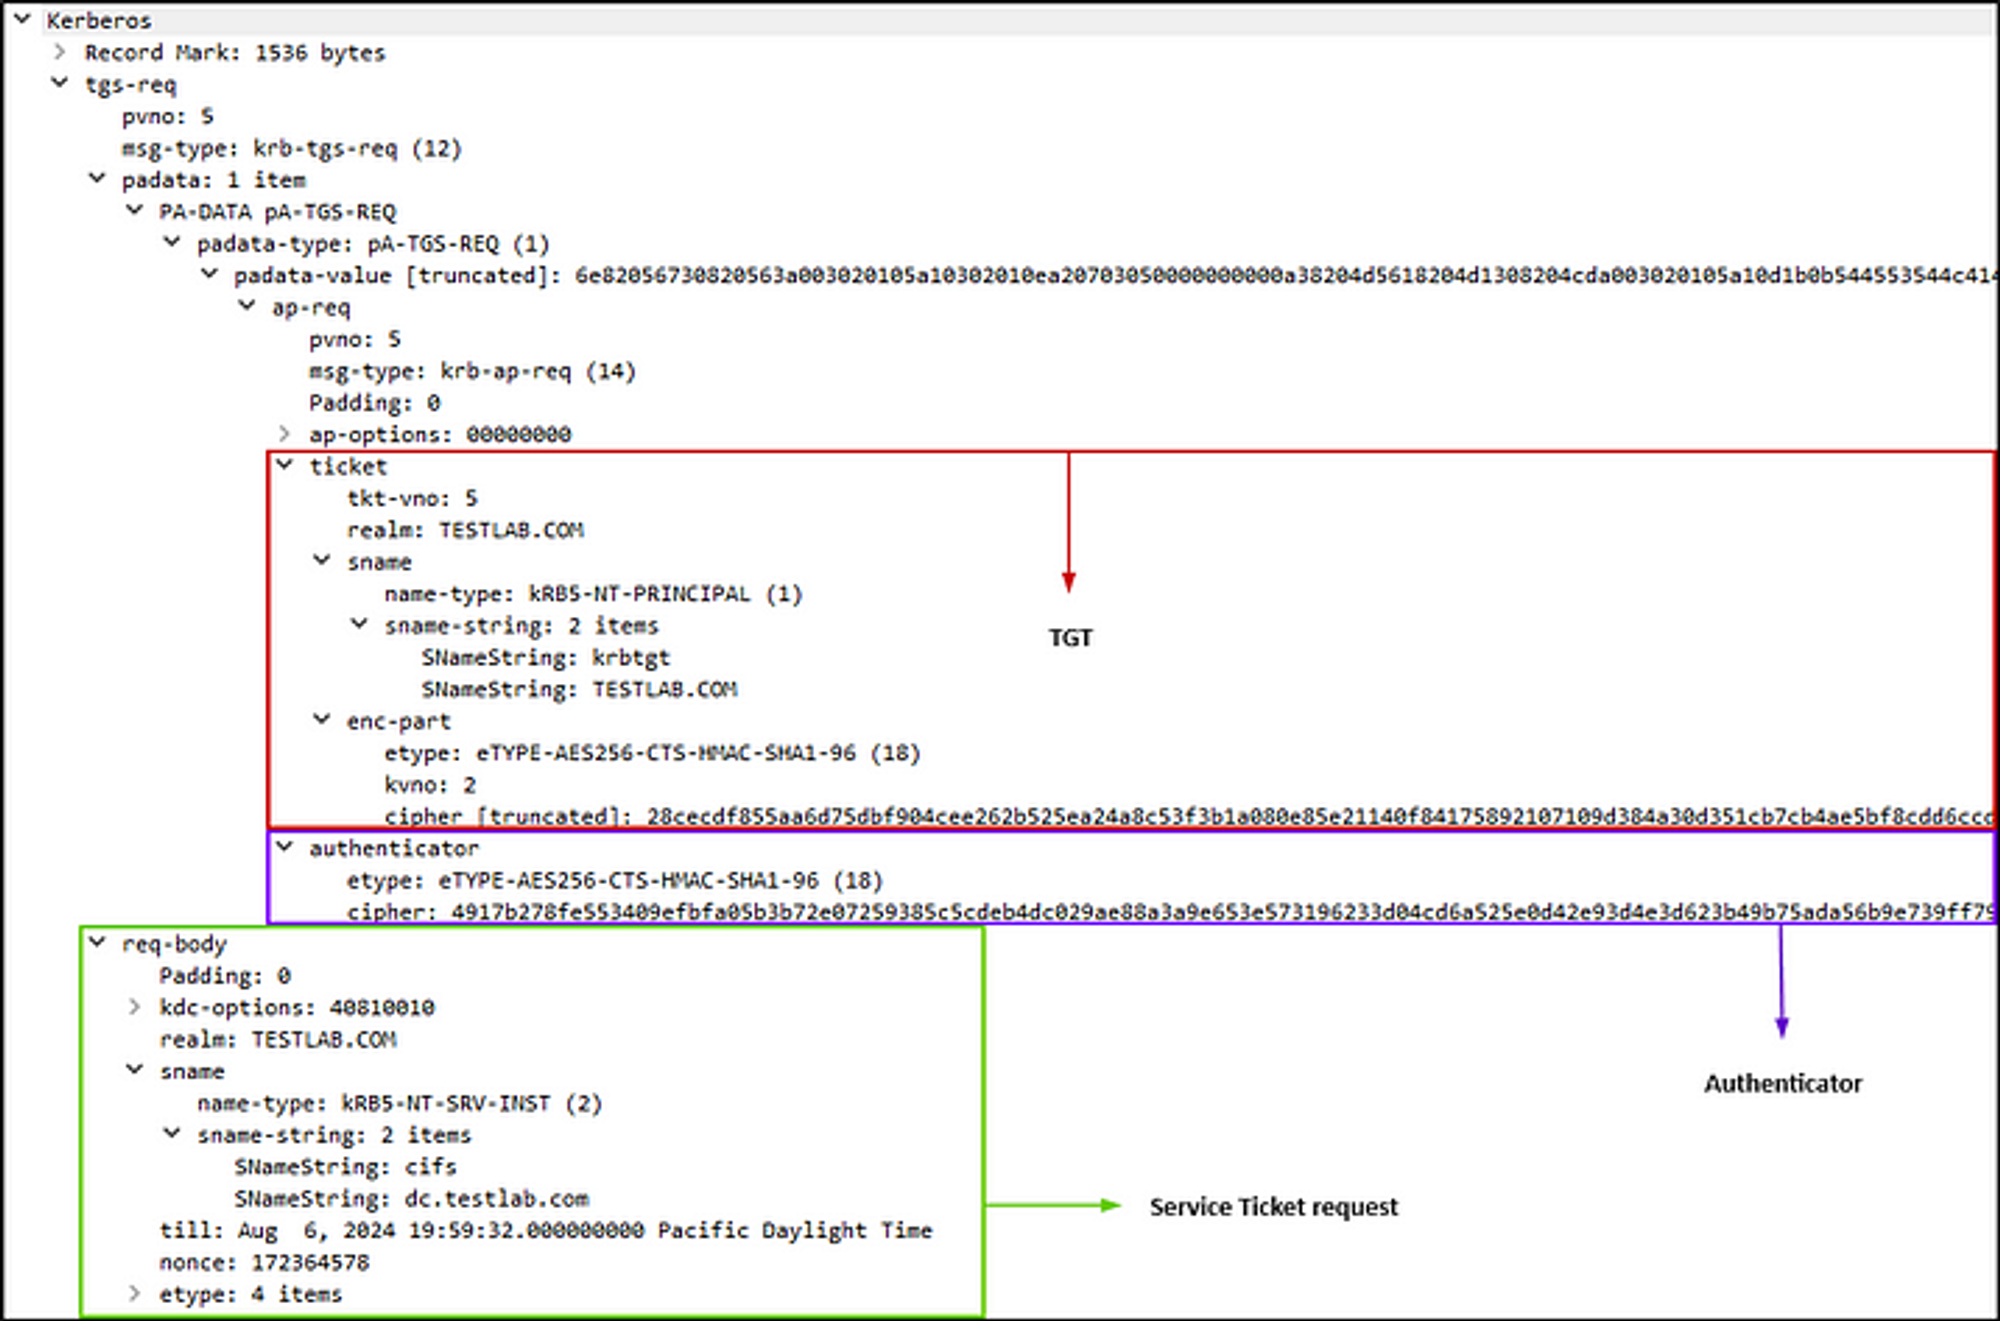 Kerberos
Record Mark: 1536 bytes
tgs-req
pvno: 5
msg-type: krb-tgs-req (12)
padata: 1 item
PA-DATA pA-TGS-REQ
padata-type: pA-TGS-REQ (1)
padata-value [truncated]: 6e82056730820563a003020105a10302010ea20703050000000000a38204d5618204d1308204cda003020105a10d1b0b544553544c414
ap-req
pvno: 5
msg-type: krb-ap-req (14)
Padding: 0
ap-options: 00000000
ticket
tkt-vno: 5
realm: TESTLAB.COM
sname
name-type: kRB5-NT-PRINCIPAL (1)
sname-string: 2 items
TGT
SNameString: krbtgt
SNameString: TESTLAB.COM
enc-part
etype: eTYPE-AES256-CTS-HMAC-SHA1-96 (18)
kvno: 2
cipher [truncated]: 28cecdf855aa6d75dbf904cee262b525ea24a8c53f3b1a080e85e21140f84175892107109d384a30d351cb7cb4ae5bf8cdd6ccc
authenticator
etype: eTYPE-AES256-CTS-HMAC-SHA1-96 (18)
cipher: 4917b278fe553409efbfa05b3b72e07259385c5cdeb4dc029ae88a3a9e653e573196233d04cd6a525e0d42e93d4e3d623b49b75ada56b9e739ff79
req-body
Padding: 0
kdc-options: 40810010
realm: TESTLAB.COM
sname
Authenticator
name-type: kRB5-NT-SRV-INST (2)
sname-string: 2 items
SNameString: cifs
SNameString: dc.testlab.com
Service Ticket request
till: Aug  6, 2024 19:59:32.000000000 Pacific Daylight Time
nonce: 172364578
etype: 4 items